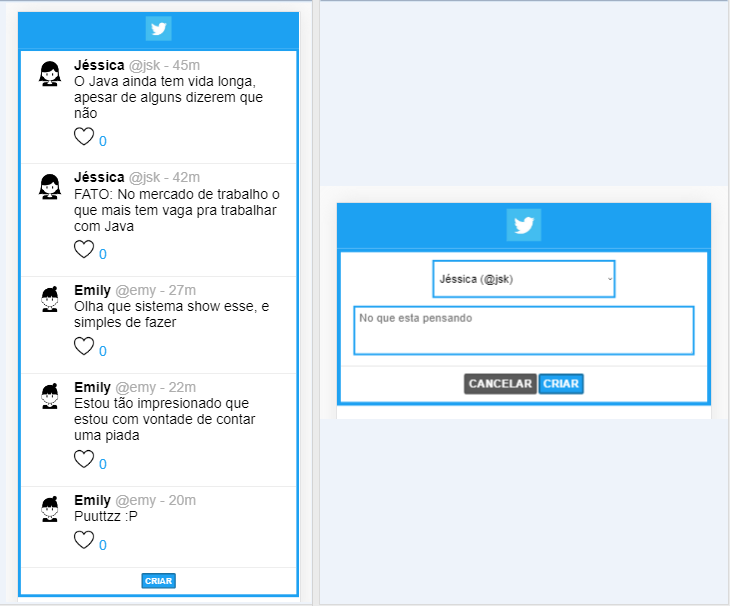 Jéssica @jsk - 45m
O Java ainda tem vida longa,
apesar de alguns dizerem que
não
0
Jéssica @jsk - 42m
FATO: No mercado de trabalho o
que mais tem vaga pra trabalhar
com Java
0
Emily @emy - 27m
Olha que sistema show esse, e
simples de fazer
0
Emily @emy - 22m
Estou tão impresionado que
estou com vontade de contar
uma piada
0
Emily @emy - 20m
Puuttzz :P
0
CRIAR
Jéssica (@jsk)
No que esta pensando
CANCELAR CRIAR